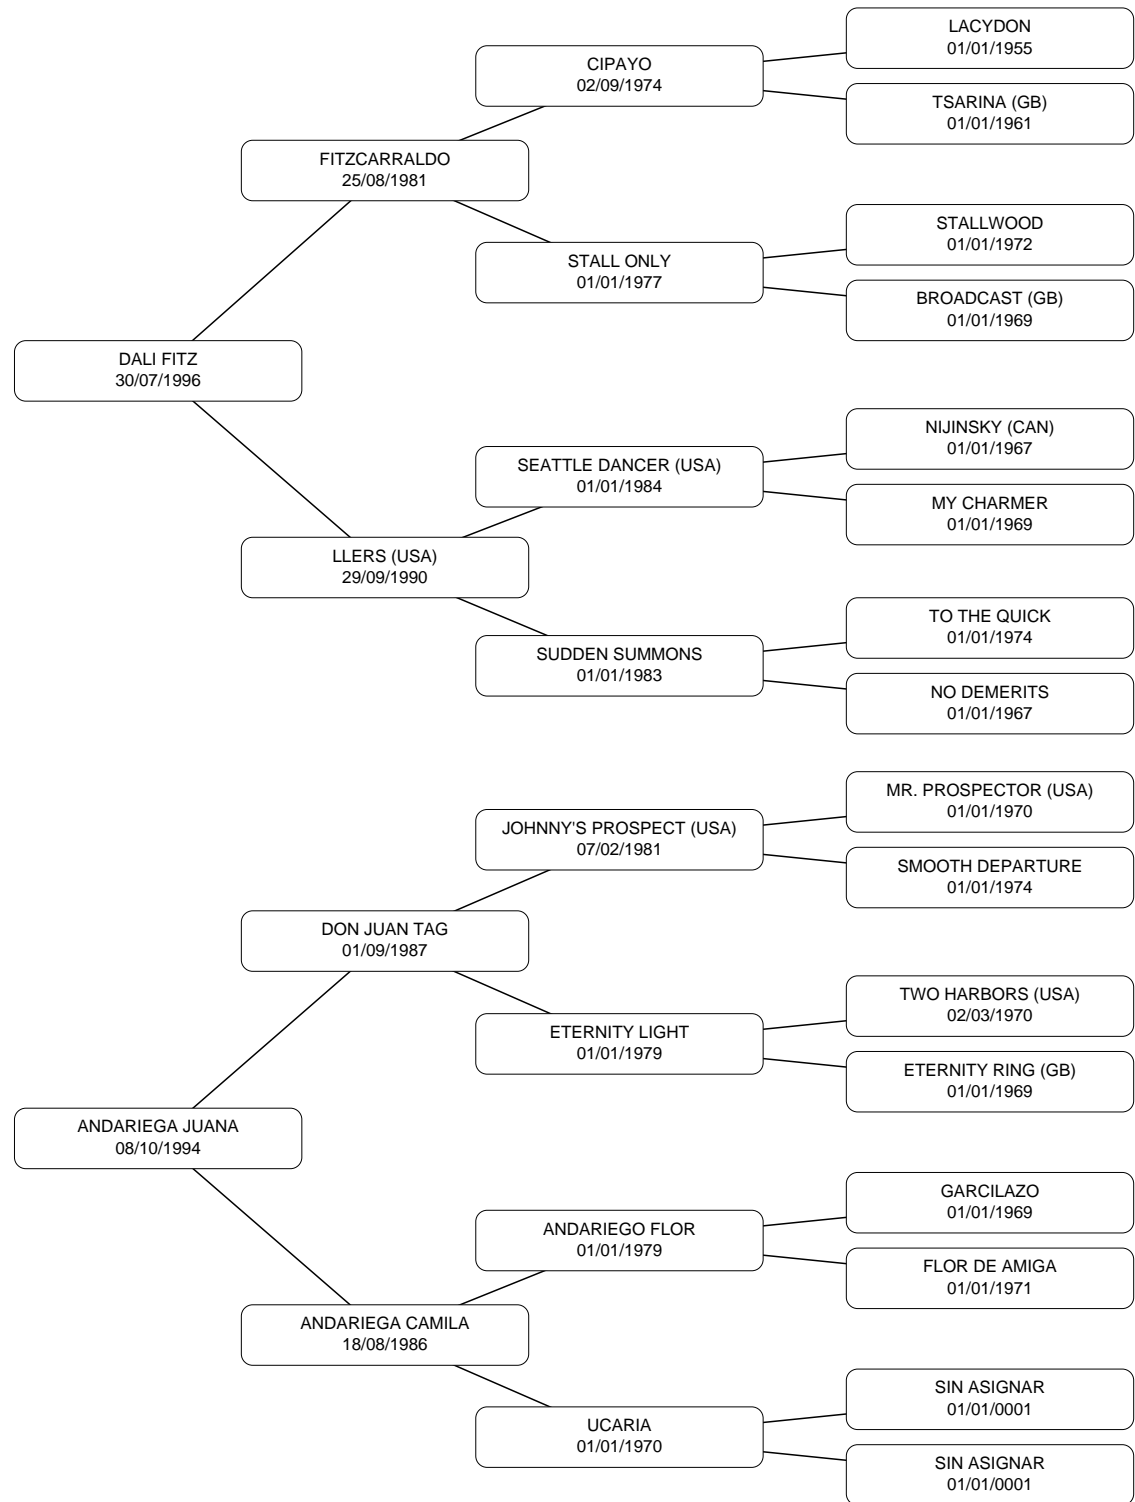 LACYDON
01/01/1955
CIPAYO
02/09/1974
TSARINA (GB)
01/01/1961
FITZCARRALDO
25/08/1981
STALLWOOD
01/01/1972
STALL ONLY
01/01/1977
BROADCAST (GB)
01/01/1969
DALI FITZ
30/07/1996
NIJINSKY (CAN)
01/01/1967
SEATTLE DANCER (USA)
01/01/1984
MY CHARMER
01/01/1969
LLERS (USA)
29/09/1990
TO THE QUICK
01/01/1974
SUDDEN SUMMONS
01/01/1983
NO DEMERITS
01/01/1967
MR. PROSPECTOR (USA)
01/01/1970
JOHNNY'S PROSPECT (USA)
07/02/1981
SMOOTH DEPARTURE
01/01/1974
DON JUAN TAG
01/09/1987
TWO HARBORS (USA)
02/03/1970
ETERNITY LIGHT
01/01/1979
ETERNITY RING (GB)
01/01/1969
ANDARIEGA JUANA
08/10/1994
GARCILAZO
01/01/1969
ANDARIEGO FLOR
01/01/1979
FLOR DE AMIGA
01/01/1971
ANDARIEGA CAMILA
18/08/1986
SIN ASIGNAR
01/01/0001
UCARIA
01/01/1970
SIN ASIGNAR
01/01/0001